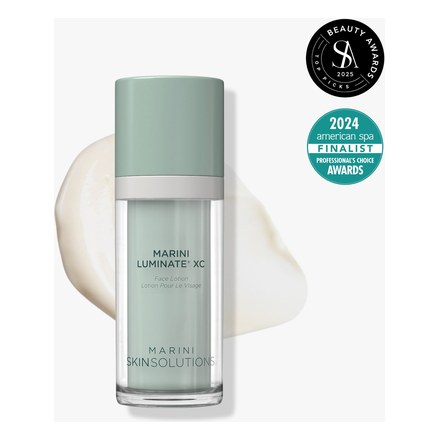 BEAUTY AWARDS
SA
2025
TOP PICKS
2024
american spa
FINALIST
PROFESSIONAL'S CHOICE
AWARDS
MARINI
LUMINATE® XC
Face Lotion
Lotion Pour Le Visage
MARINI
SKINSOLUTIONS